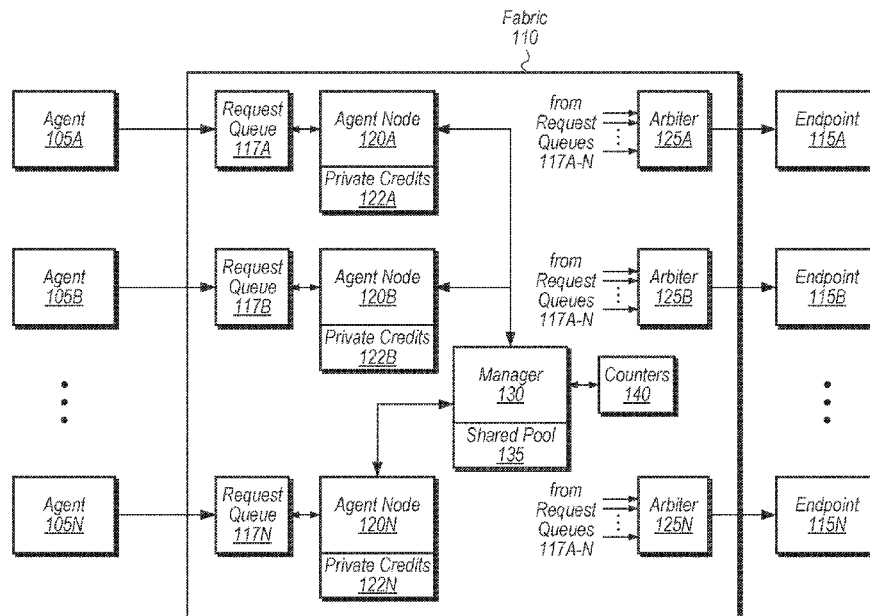 Fabric
110
Agent
105A
Request
Queue
117A
Agent Node
120A
Private Credits
122A
from
Request
Queues
117A-N
Arbiter
125A
Endpoint
115A
Agent
105B
Request
Queue
117B
Agent Node
120B
Private Credits
122B
from
Request
Queues
117A-N
Arbiter
125B
Endpoint
115B
Manager
130
Shared Pool
135
Counters
140
Agent
105N
Request
Queue
117N
Agent Node
120N
Private Credits
122N
from
Request
Queues
117A-N
Arbiter
125N
Endpoint
115N